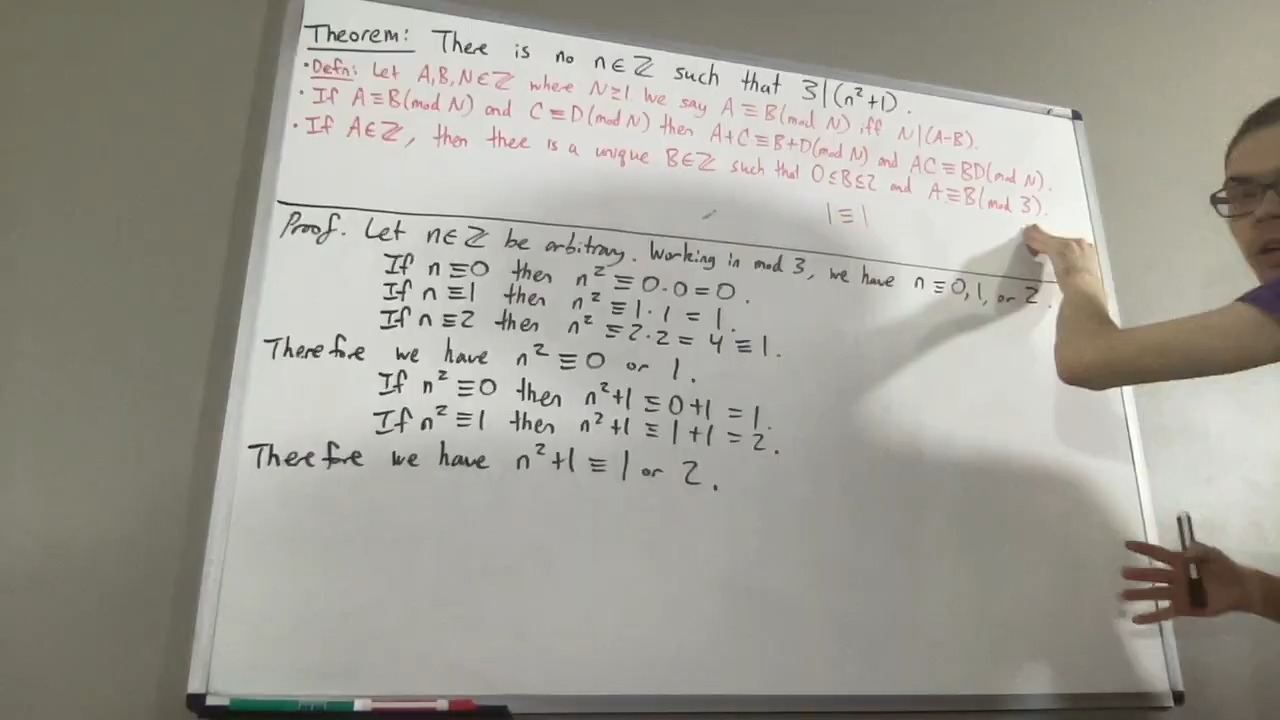 Theorem: There is no n∈ℤ such that 3|(n²+1).
• Defn: Let A,B,N∈ℤ where N≥1. We say A≡B(mod N) iff N|(A-B).
• If A≡B(mod N) and C≡D(mod N) then A+C≡B+D(mod N) and AC≡BD(mod N).
• If A∈ℤ, then thee is a unique B∈ℤ such that 0≤B≤2 and A≡B(mod 3).
1≡1
Proof. Let n∈ℤ be arbitrary. Working in mod 3, we have n≡0,1, or 2.
If n≡0 then n²≡0·0=0.
If n≡1 then n²≡1·1=1.
If n≡2 then n²≡2·2=4≡1.
Therefore we have n²≡0 or 1.
If n²≡0 then n²+1≡0+1=1.
If n²≡1 then n²+1≡1+1=2.
Therefore we have n²+1≡1 or 2.